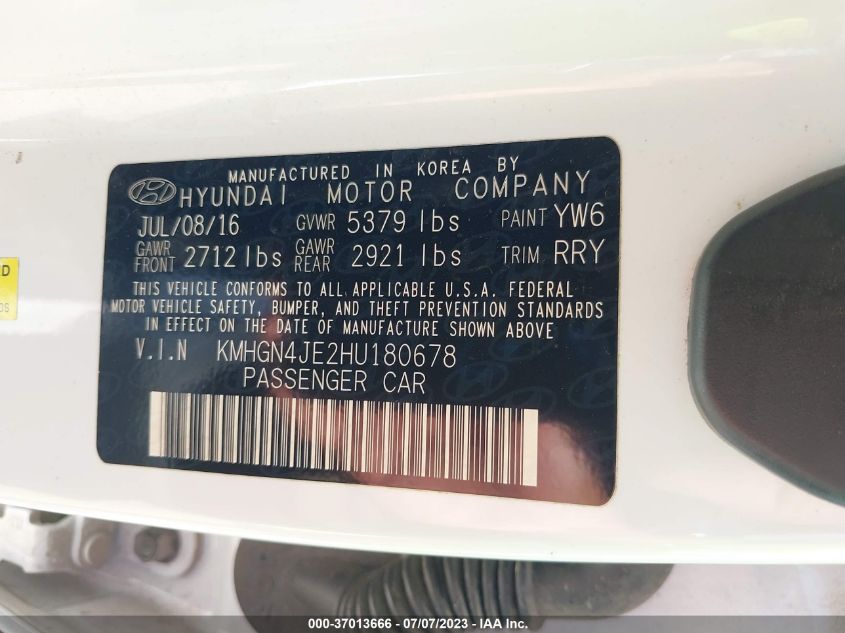 MANUFACTURED IN KOREA BY
HYUNDAI MOTOR COMPANY
JUL/08/16 GVWR 5379 lbs PAINT YW6
GAWR FRONT 2712 lbs GAWR REAR 2921 lbs TRIM RRY
THIS VEHICLE CONFORMS TO ALL APPLICABLE U.S.A. FEDERAL
MOTOR VEHICLE SAFETY, BUMPER, AND THEFT PREVENTION STANDARDS
IN EFFECT ON THE DATE OF MANUFACTURE SHOWN ABOVE
V.I.N KMHGN4JE2HU180678
PASSENGER CAR
000-37013666 - 07/07/2023 - IAA Inc.